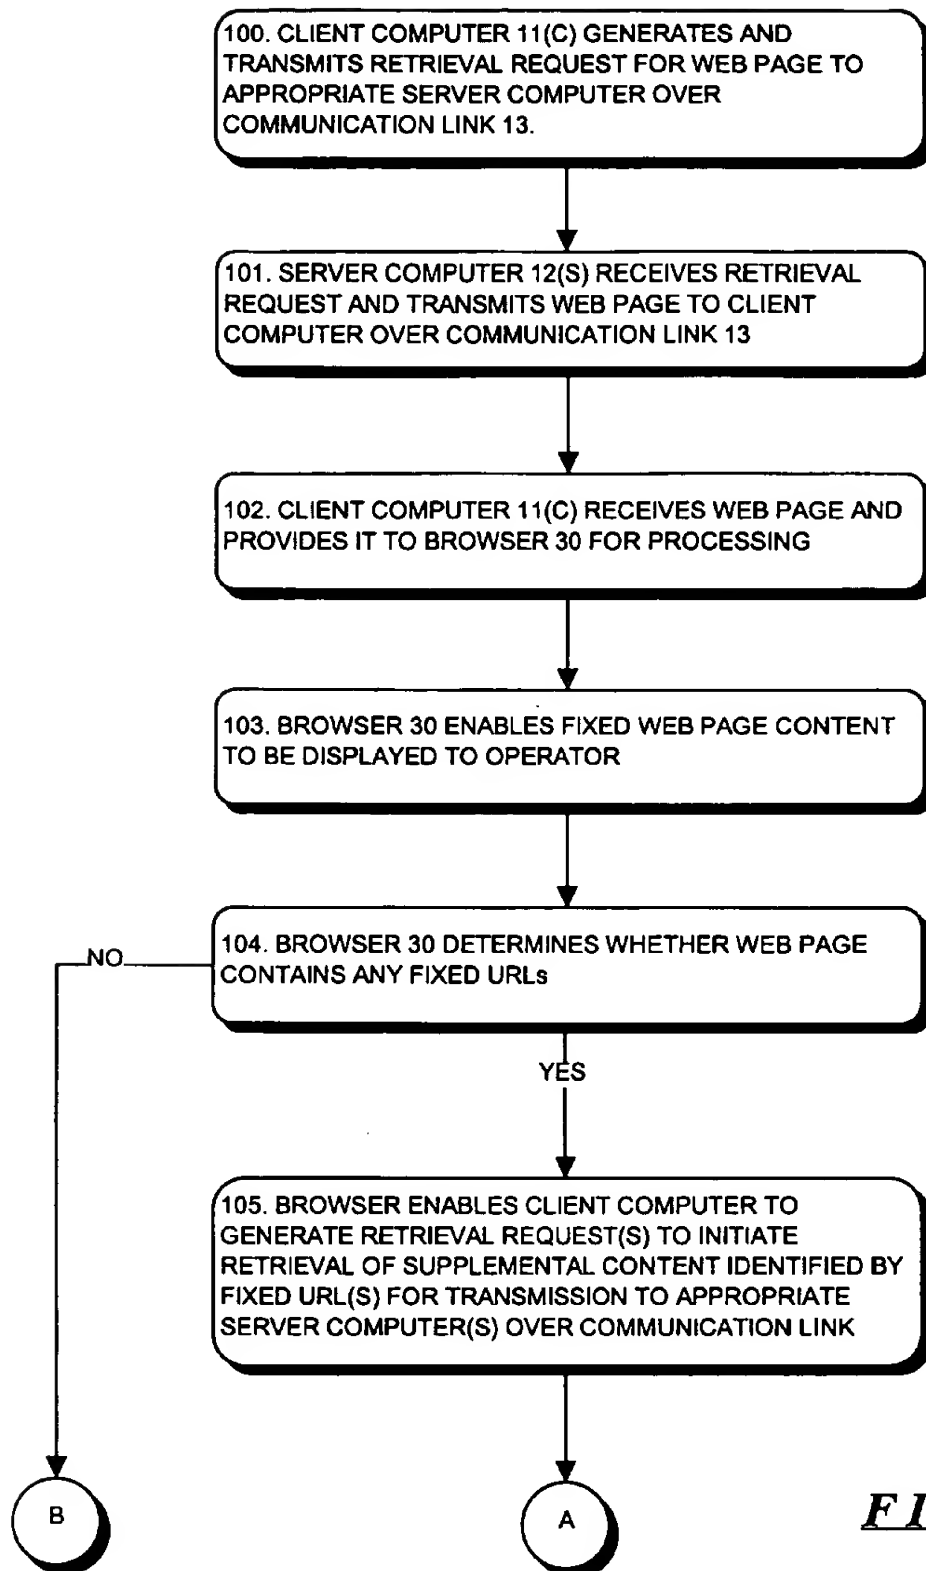 100. CLIENT COMPUTER 11(C) GENERATES AND
TRANSMITS RETRIEVAL REQUEST FOR WEB PAGE TO
APPROPRIATE SERVER COMPUTER OVER
COMMUNICATION LINK 13.
101. SERVER COMPUTER 12(S) RECEIVES RETRIEVAL
REQUEST AND TRANSMITS WEB PAGE TO CLIENT
COMPUTER OVER COMMUNICATION LINK 13
102. CLIENT COMPUTER 11(C) RECEIVES WEB PAGE AND
PROVIDES IT TO BROWSER 30 FOR PROCESSING
103. BROWSER 30 ENABLES FIXED WEB PAGE CONTENT
TO BE DISPLAYED TO OPERATOR
104. BROWSER 30 DETERMINES WHETHER WEB PAGE
CONTAINS ANY FIXED URLs
NO
YES
105. BROWSER ENABLES CLIENT COMPUTER TO
GENERATE RETRIEVAL REQUEST(S) TO INITIATE
RETRIEVAL OF SUPPLEMENTAL CONTENT IDENTIFIED BY
FIXED URL(S) FOR TRANSMISSION TO APPROPRIATE
SERVER COMPUTER(S) OVER COMMUNICATION LINK
B
A